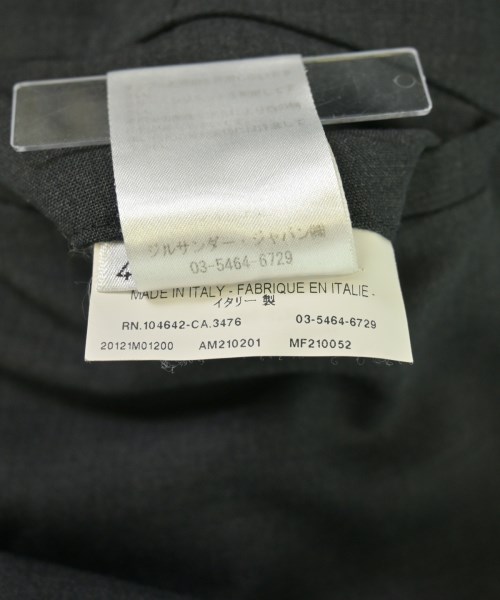 ジルサンダー・ジャパン㈱
03-5464-6729
4
MADE IN ITALY - FABRIQUE EN ITALIE -
イタリー 製
RN.104642-CA.3476 03-5464-6729
20121M01200 AM210201 MF210052